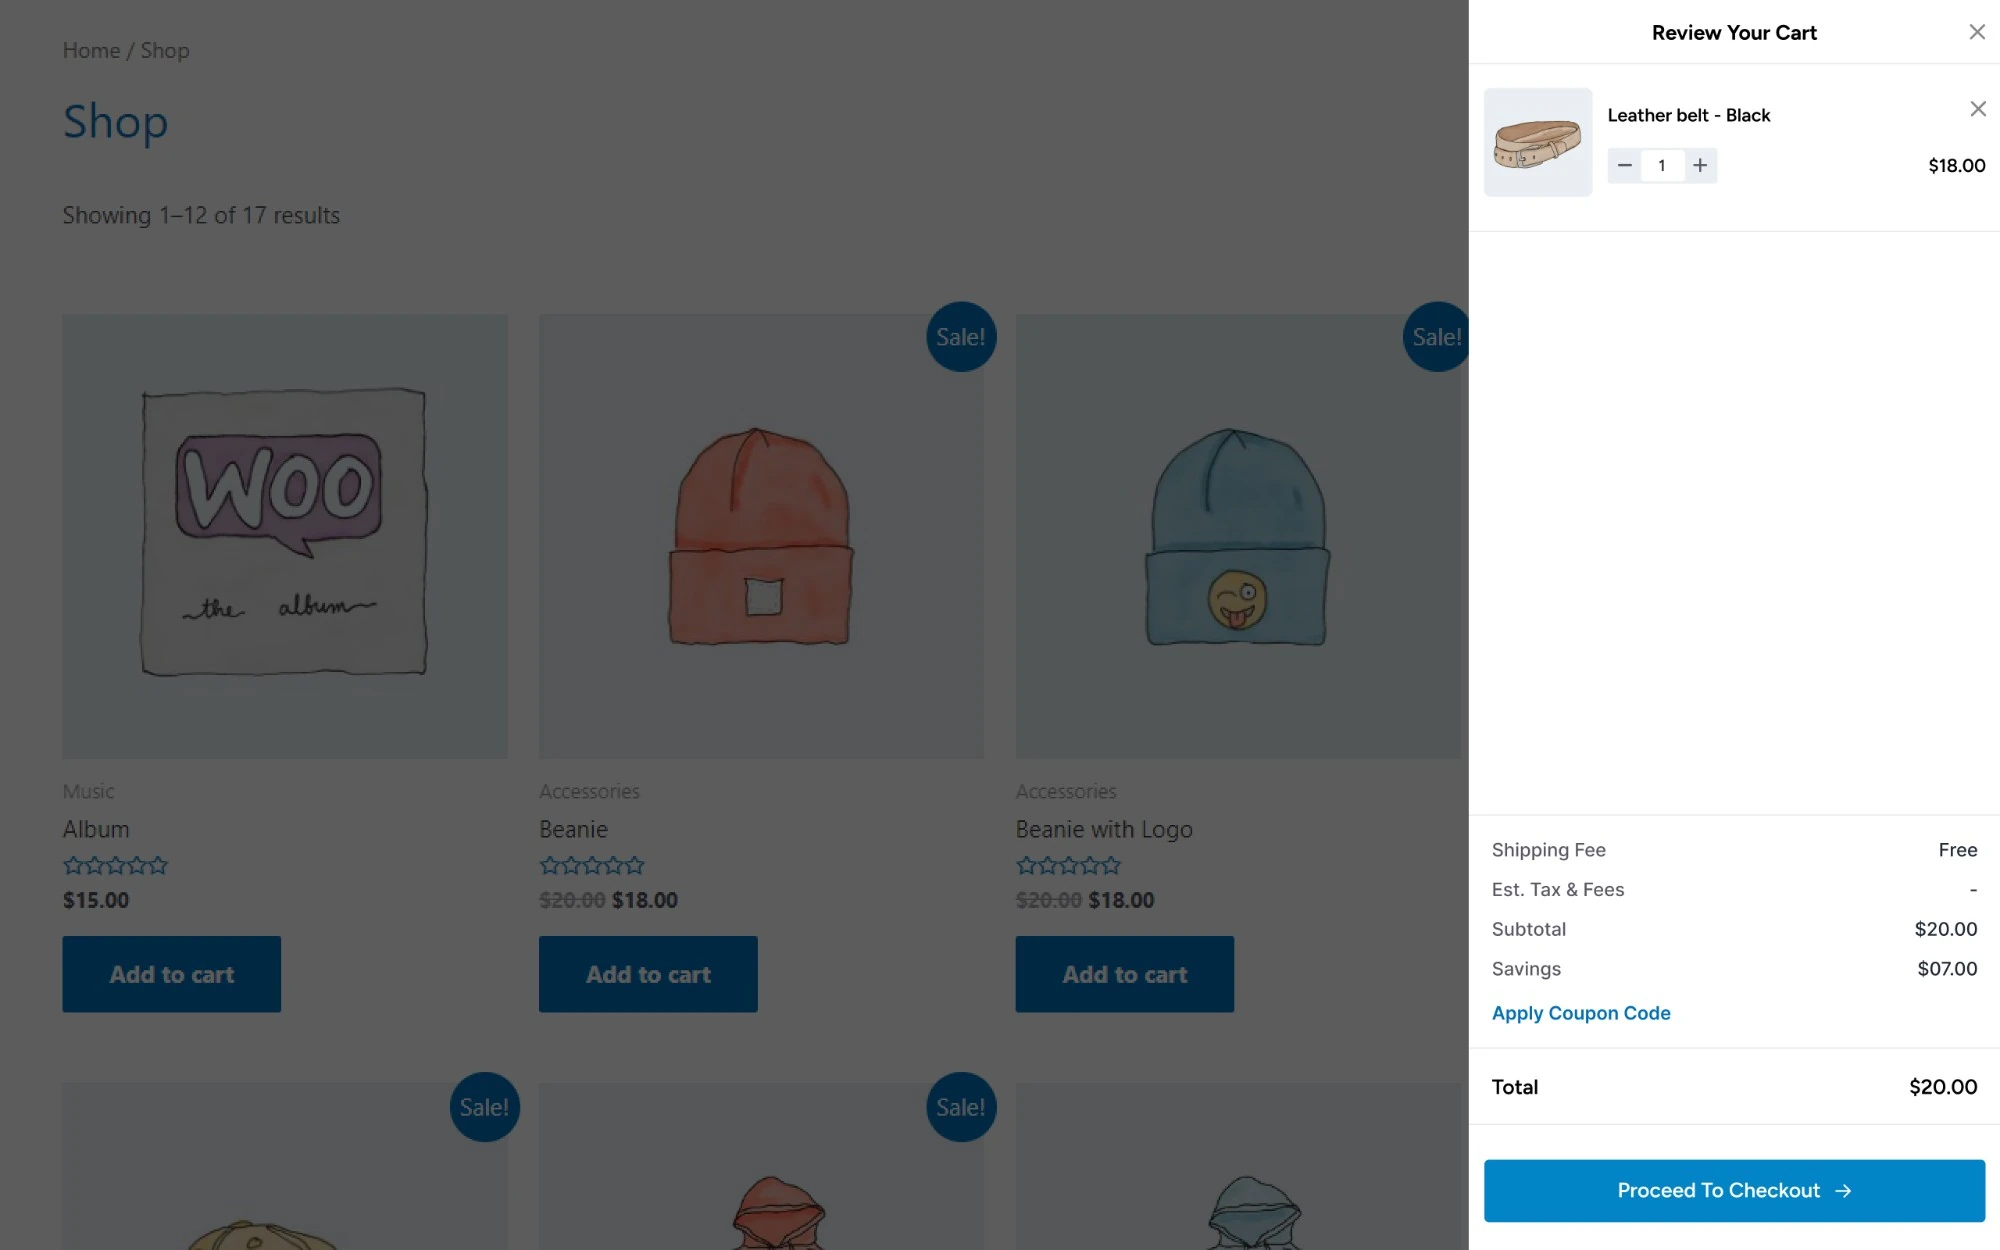 Home / Shop
Shop
Showing 1–12 of 17 results
Sale!
Sale!
WOO
the album
Music
Album
$15.00
Add to cart
Accessories
Beanie
$20.00 $18.00
Add to cart
Accessories
Beanie with Logo
$20.00 $18.00
Add to cart
Sale!
Sale!
Review Your Cart
Leather belt - Black
1
$18.00
Shipping Fee Free
Est. Tax & Fees -
Subtotal $20.00
Savings $07.00
Apply Coupon Code
Total $20.00
Proceed To Checkout →